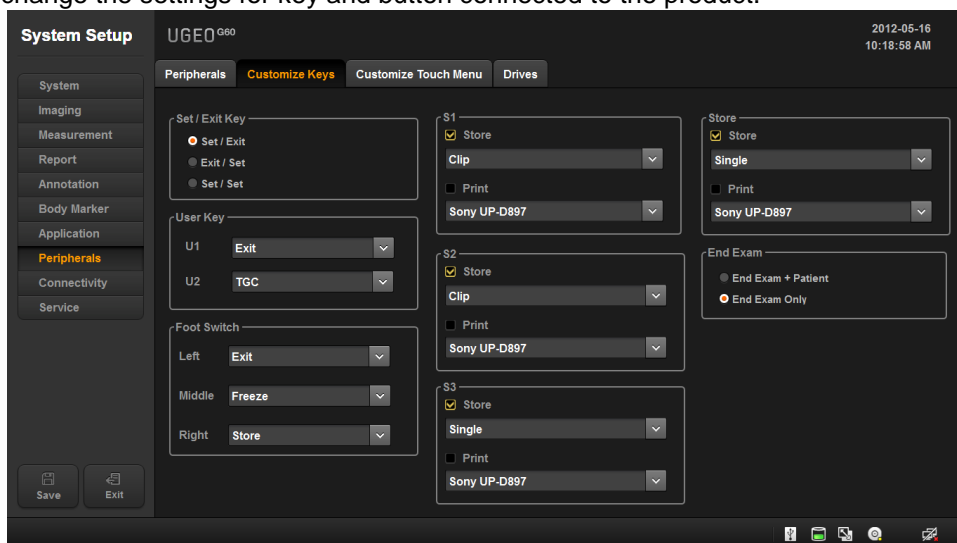 change the settings for key and button connected to the product.
System Setup
UGEO G60
2012-05-16
10:18:58 AM
Peripherals
Customize Keys
Customize Touch Menu
Drives
System
Imaging
Measurement
Report
Annotation
Body Marker
Application
Peripherals
Connectivity
Service
Save
Exit
Set / Exit Key
Set / Exit
Exit / Set
Set / Set
User Key
U1 Exit
U2 TGC
Foot Switch
Left Exit
Middle Freeze
Right Store
S1
Store
Clip
Print
Sony UP-D897
S2
Store
Clip
Print
Sony UP-D897
S3
Store
Single
Print
Sony UP-D897
Store
Store
Single
Print
Sony UP-D897
End Exam
End Exam + Patient
End Exam Only